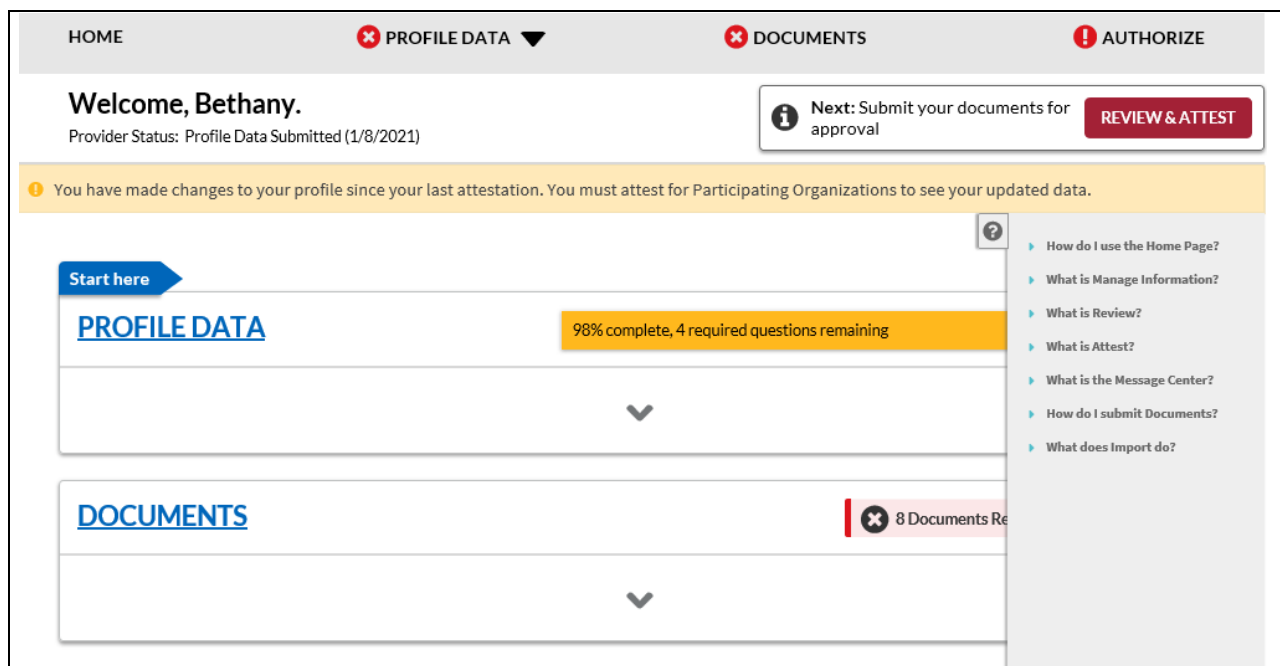 HOME
PROFILE DATA
DOCUMENTS
AUTHORIZE
Welcome, Bethany.
Provider Status: Profile Data Submitted (1/8/2021)
Next: Submit your documents for
approval
REVIEW & ATTEST
You have made changes to your profile since your last attestation. You must attest for Participating Organizations to see your updated data.
Start here
PROFILE DATA
98% complete, 4 required questions remaining
DOCUMENTS
8 Documents Re
How do I use the Home Page?
What is Manage Information?
What is Review?
What is Attest?
What is the Message Center?
How do I submit Documents?
What does Import do?